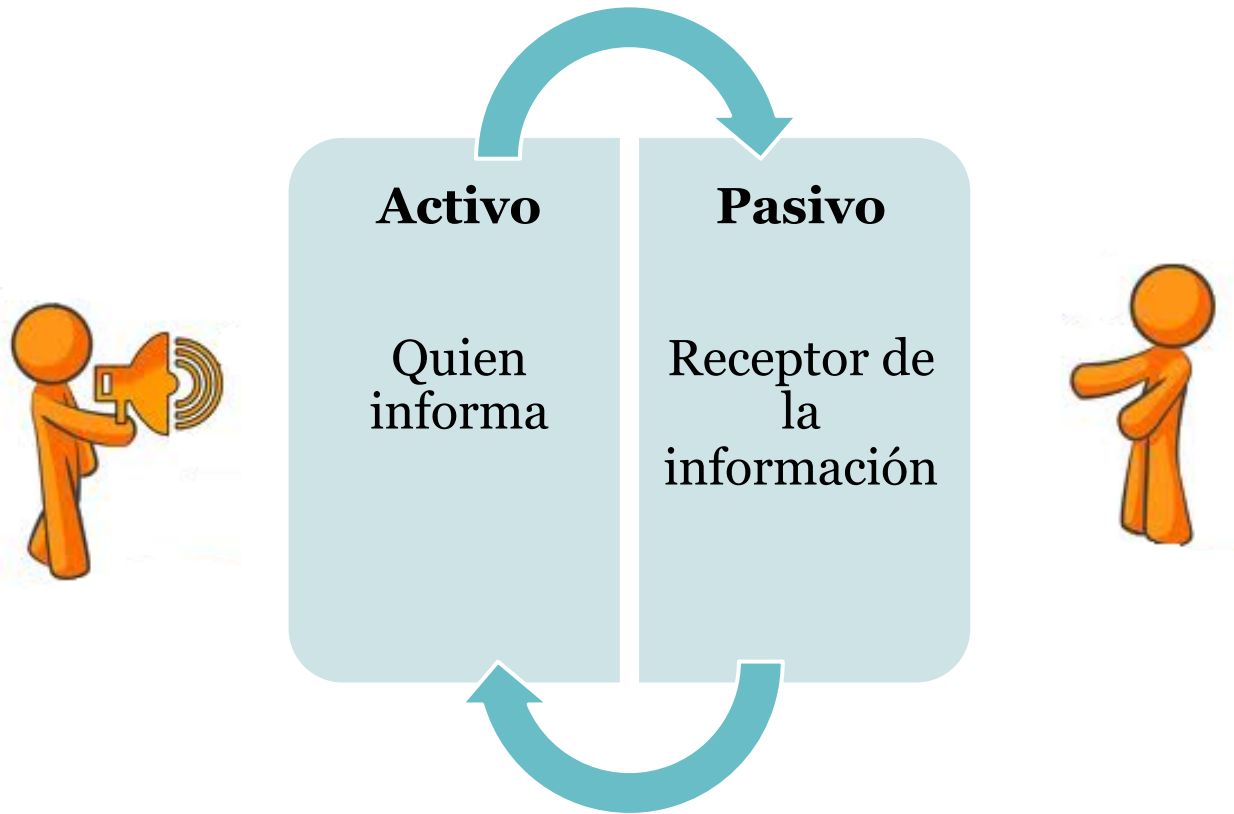 Activo
Quien
informa
Pasivo
Receptor de
la
información